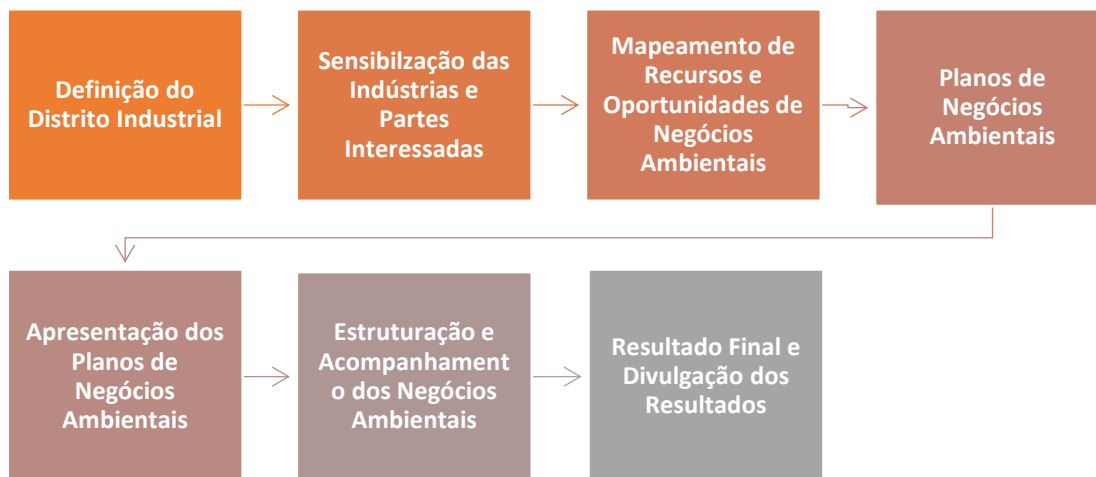 Definição do
Distrito Industrial
Sensibilzação das
Indústrias e
Partes
Interessadas
Mapeamento de
Recursos e
Oportunidades de
Negócios
Ambientais
Planos de
Negócios
Ambientais
Apresentação dos
Planos de
Negócios
Ambientais
Estruturação e
Acompanhament
o dos Negócios
Ambientais
Resultado Final e
Divulgação dos
Resultados